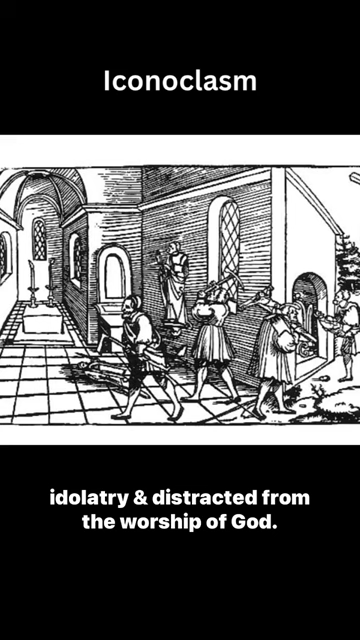 Iconoclasm
idolatry & distracted from
the worship of God.